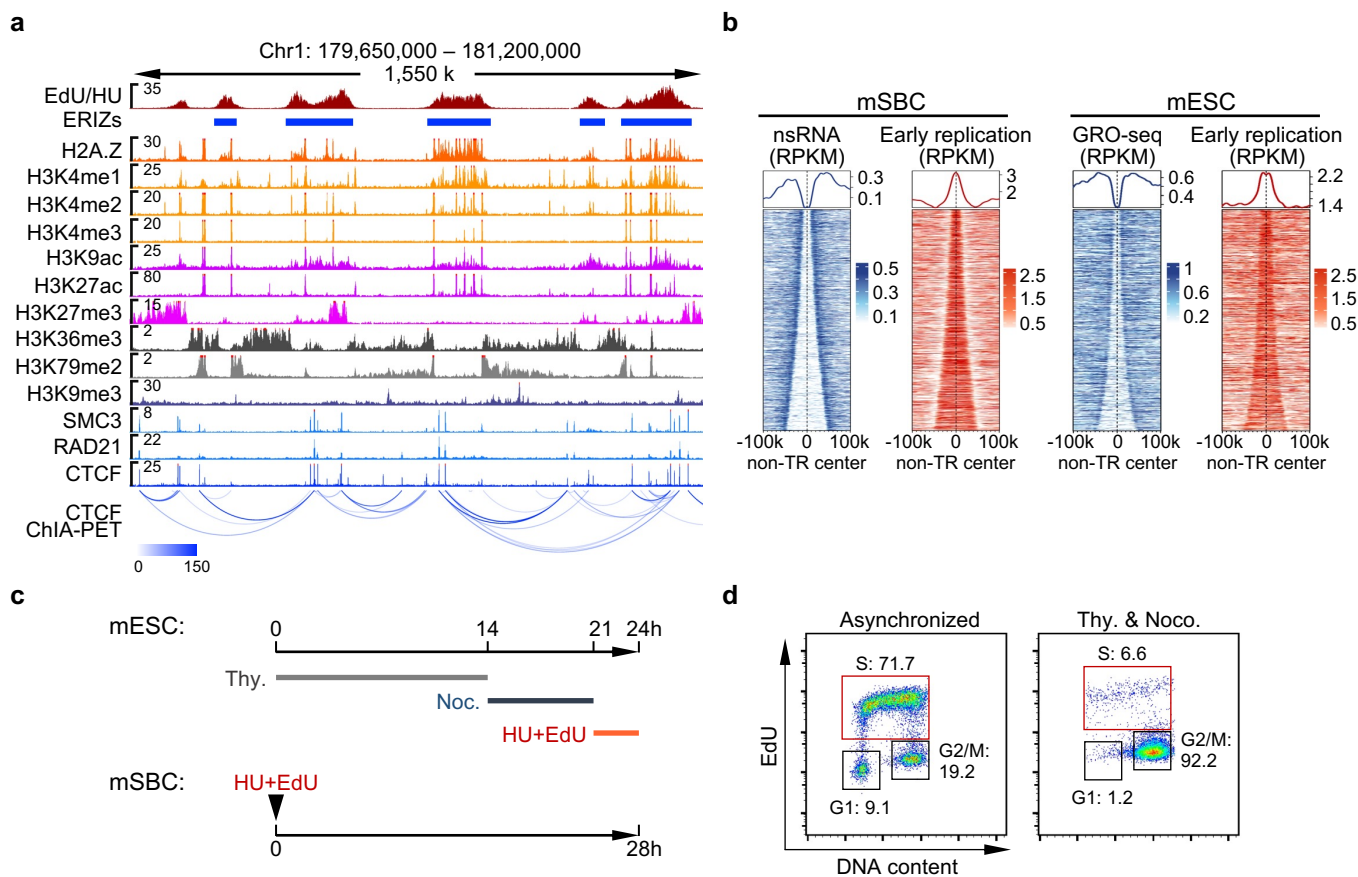 a
Chr1: 179,650,000 – 181,200,000
1,550 k
EdU/HU
35
ERIZs
H2A.Z
30
H3K4me1
25
H3K4me2
20
H3K4me3
20
H3K9ac
25
H3K27ac
80
H3K27me3
15
H3K36me3
2
H3K79me2
2
H3K9me3
30
SMC3
8
RAD21
22
CTCF
25
CTCF
ChIA-PET
0 150
b
mSBC mESC
nsRNA
(RPKM)
Early replication
(RPKM)
GRO-seq
(RPKM)
Early replication
(RPKM)
0.3
0.1
3
2
0.6
0.4
2.2
1.4
0.5
0.3
0.1
2.5
1.5
0.5
1
0.6
0.2
2.5
1.5
0.5
-100k 0 100k
non-TR center
-100k 0 100k
non-TR center
-100k 0 100k
non-TR center
-100k 0 100k
non-TR center
c
mESC:
0 14 21 24h
Thy.
Noc.
HU+EdU
mSBC:
HU+EdU
0 28h
d
Asynchronized
Thy. & Noco.
S: 71.7
G2/M:
19.2
G1: 9.1
S: 6.6
G2/M:
92.2
G1: 1.2
EdU
DNA content